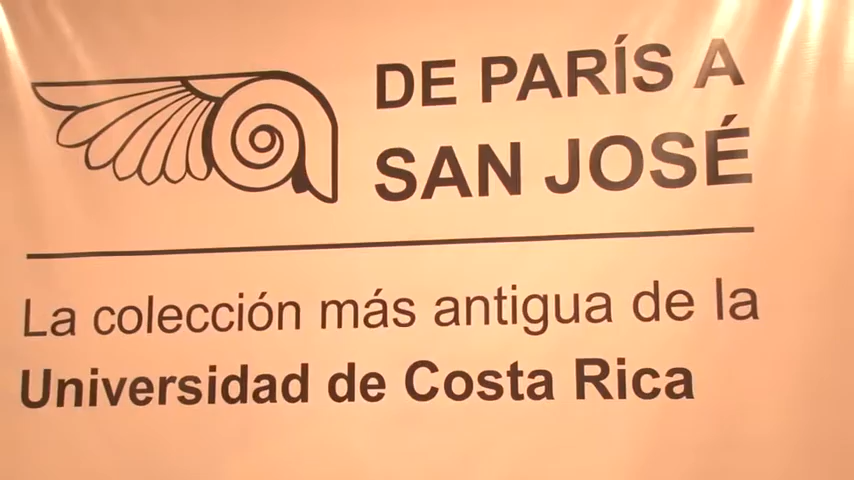 DE PARÍS A
SAN JOSÉ
La colección más antigua de la
Universidad de Costa Rica